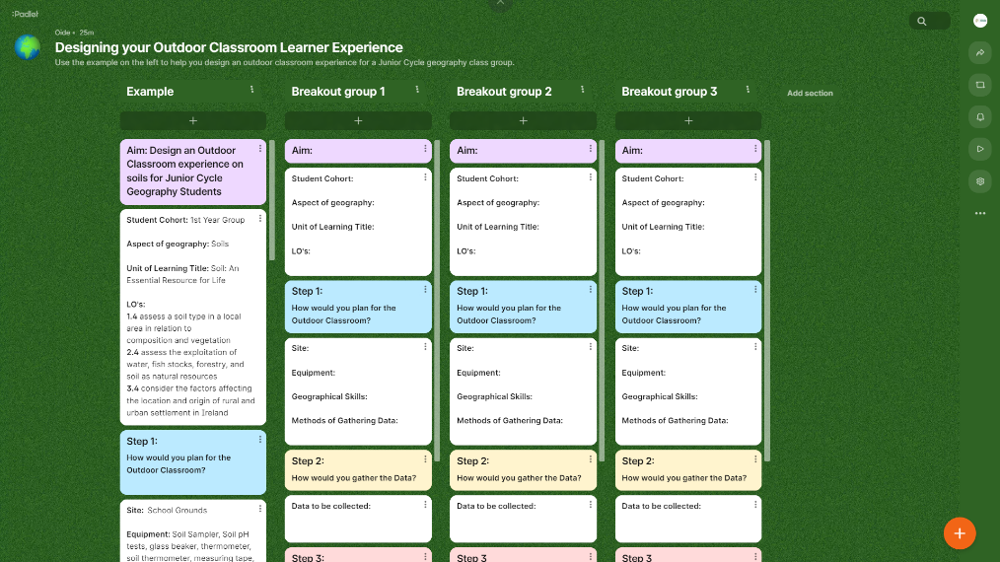 :Padlet
Oide • 25m
Designing your Outdoor Classroom Learner Experience
Use the example on the left to help you design an outdoor classroom experience for a Junior Cycle geography class group.
Example
Aim: Design an Outdoor
Classroom experience on
soils for Junior Cycle
Geography Students
Student Cohort: 1st Year Group
Aspect of geography: Soils
Unit of Learning Title: Soil: An
Essential Resource for Life
LO's:
1.4 assess a soil type in a local
area in relation to
composition and vegetation
2.4 assess the exploitation of
water, fish stocks, forestry, and
soil as natural resources
3.4 consider the factors affecting
the location and origin of rural and
urban settlement in Ireland
Step 1:
How would you plan for the
Outdoor Classroom?
Site: School Grounds
Equipment: Soil Sampler, Soil pH
tests, glass beaker, thermometer,
soil thermometer, measuring tape,
Breakout group 1
Aim:
Student Cohort:
Aspect of geography:
Unit of Learning Title:
LO's:
Step 1:
How would you plan for the
Outdoor Classroom?
Site:
Equipment:
Geographical Skills:
Methods of Gathering Data:
Step 2:
How would you gather the Data?
Data to be collected:
Step 3:
Breakout group 2
Aim:
Student Cohort:
Aspect of geography:
Unit of Learning Title:
LO's:
Step 1:
How would you plan for the
Outdoor Classroom?
Site:
Equipment:
Geographical Skills:
Methods of Gathering Data:
Step 2:
How would you gather the Data?
Data to be collected:
Step 3
Breakout group 3
Aim:
Student Cohort:
Aspect of geography:
Unit of Learning Title:
LO's:
Step 1:
How would you plan for the
Outdoor Classroom?
Site:
Equipment:
Geographical Skills:
Methods of Gathering Data:
Step 2:
How would you gather the Data?
Data to be collected:
Step 3
Add section